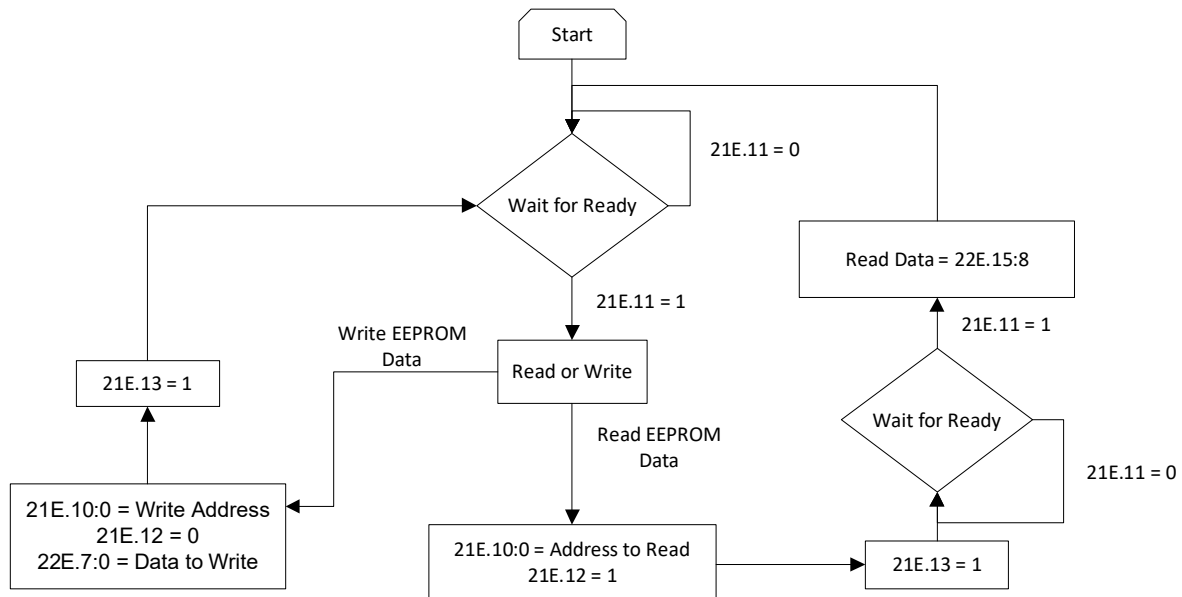 Start
21E.11 = 0
Wait for Ready
Read Data = 22E.15:8
21E.11 = 1
21E.11 = 1
Write EEPROM
Data
Read or Write
21E.13 = 1
Wait for Ready
Read EEPROM
Data
21E.11 = 0
21E.10:0 = Write Address
21E.12 = 0
22E.7:0 = Data to Write
21E.10:0 = Address to Read
21E.12 = 1
21E.13 = 1